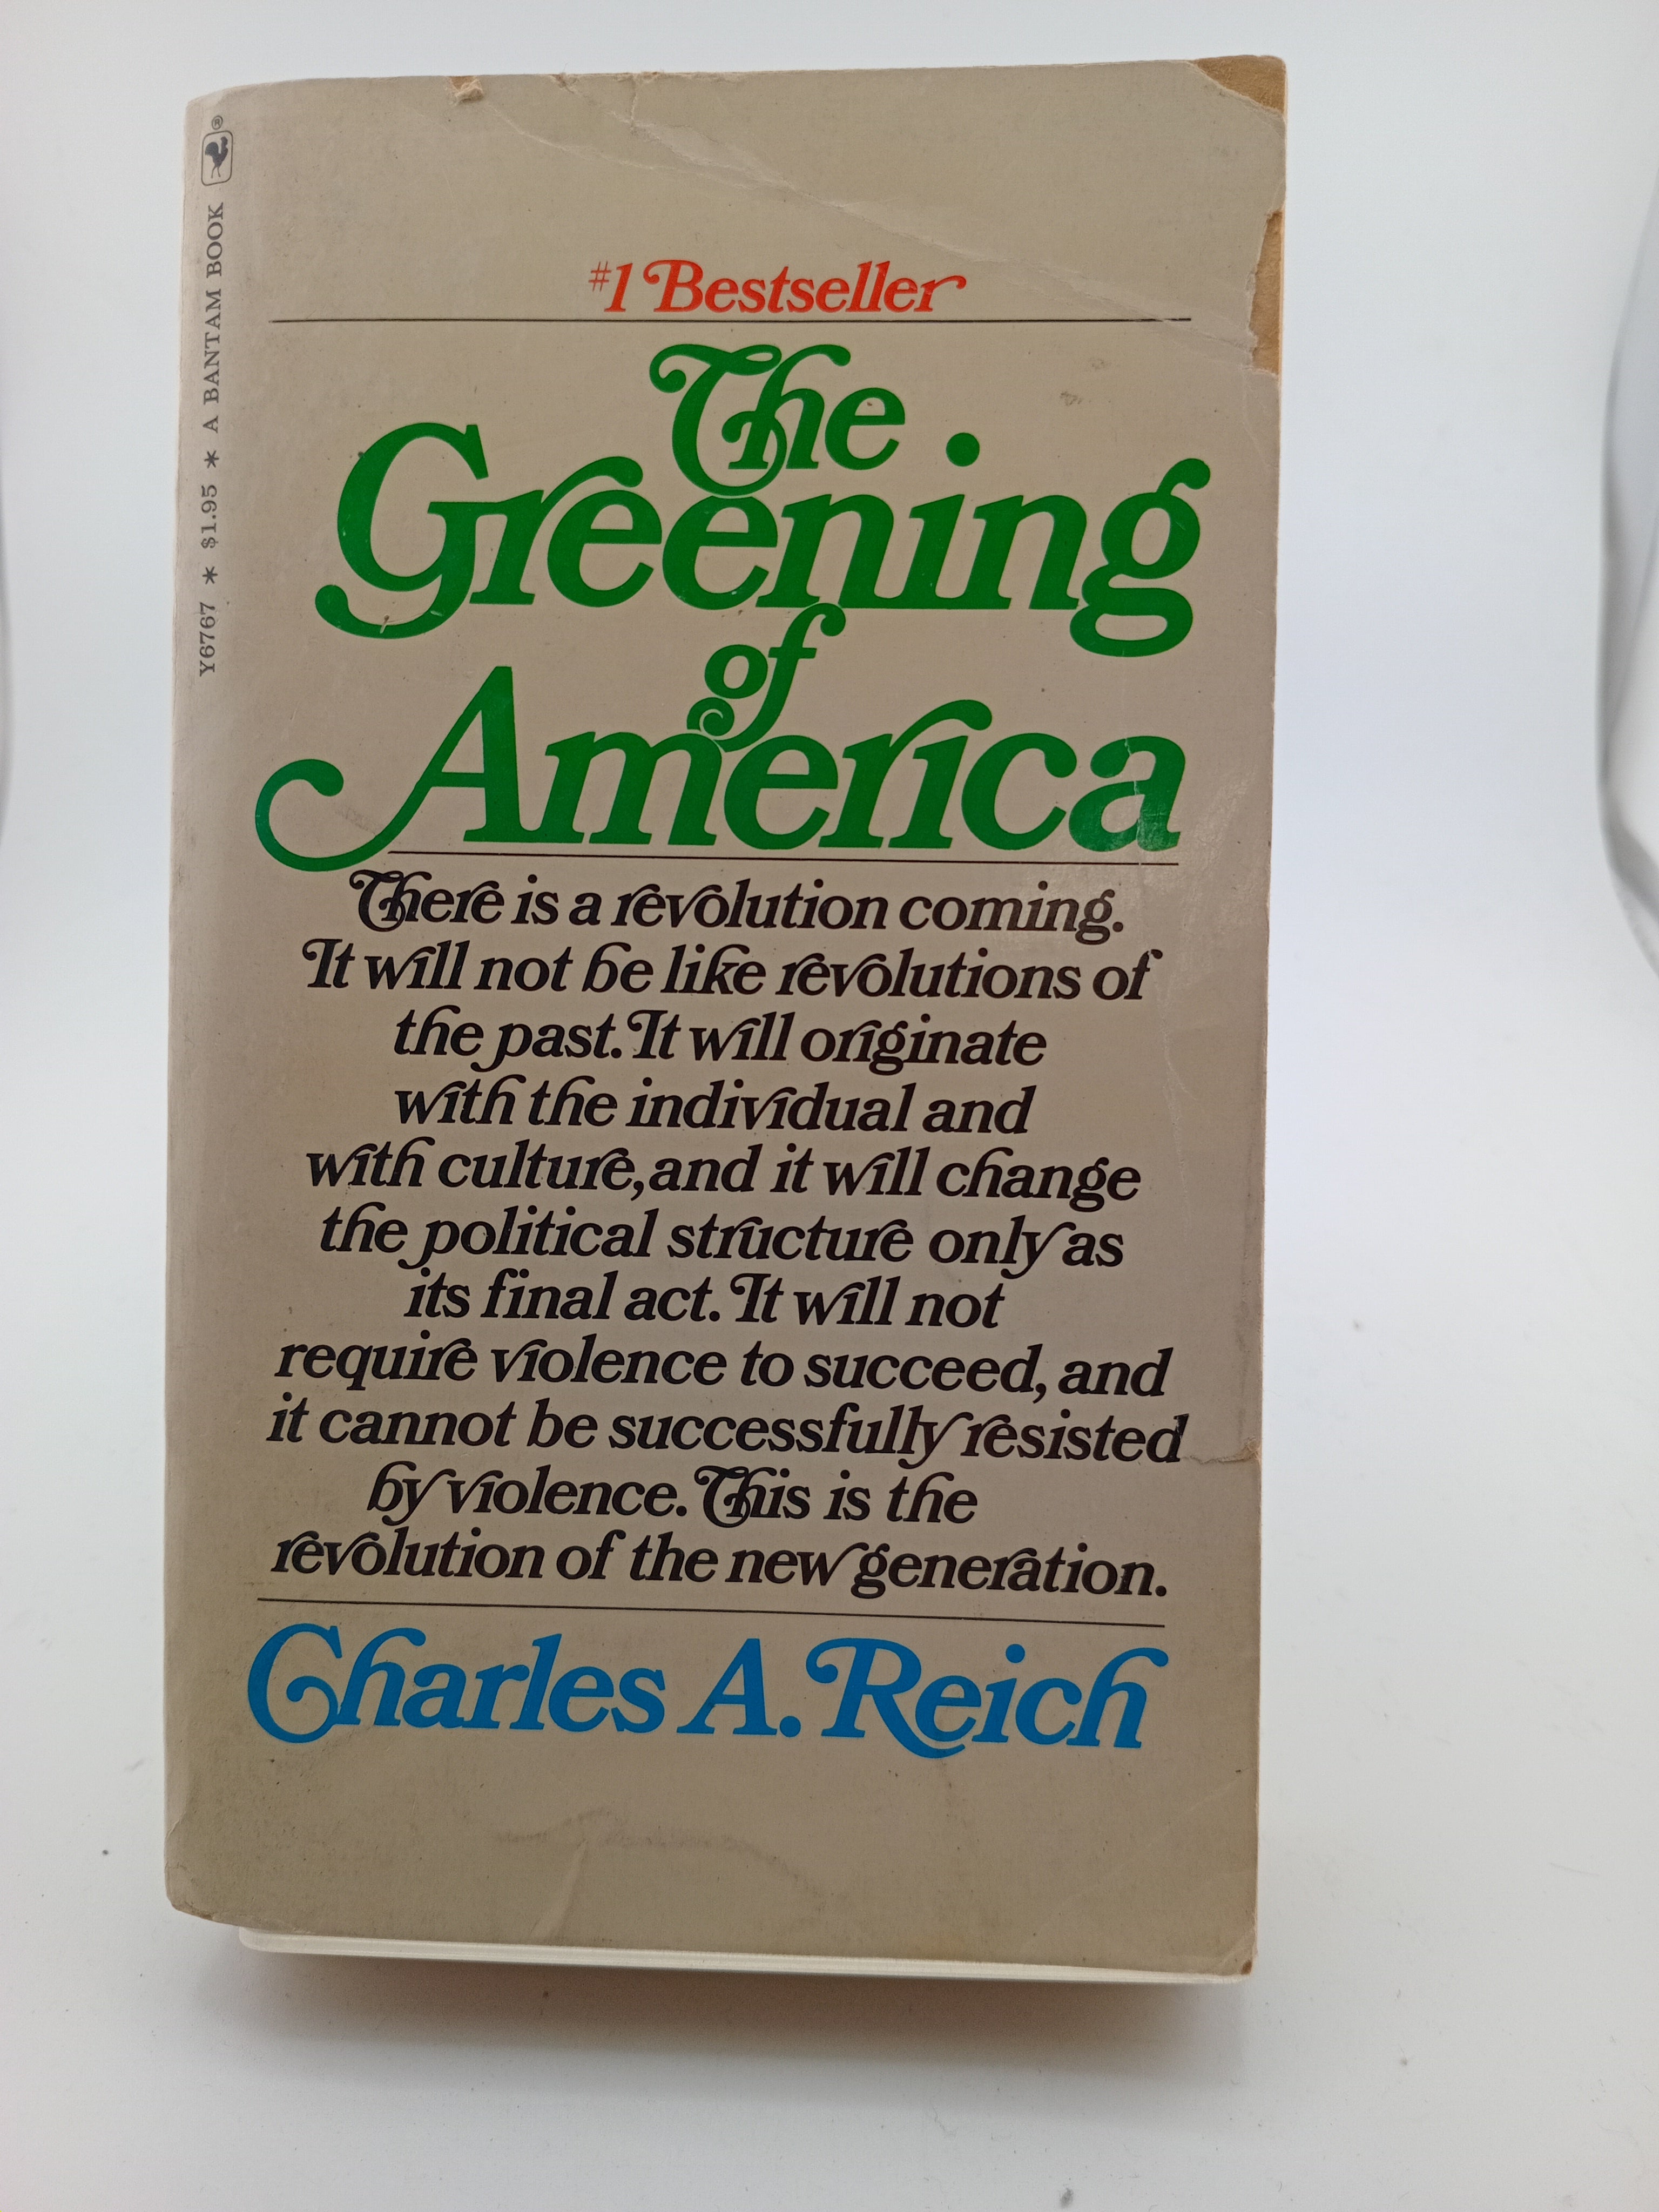 Y6767 * $1.95 * A BANTAM BOOK ®
#1 Bestseller
The
Greening
of
America
There is a revolution coming.
It will not be like revolutions of
the past. It will originate
with the individual and
with culture, and it will change
the political structure only as
its final act. It will not
require violence to succeed, and
it cannot be successfully resisted
by violence. This is the
revolution of the new generation.
Charles A. Reich